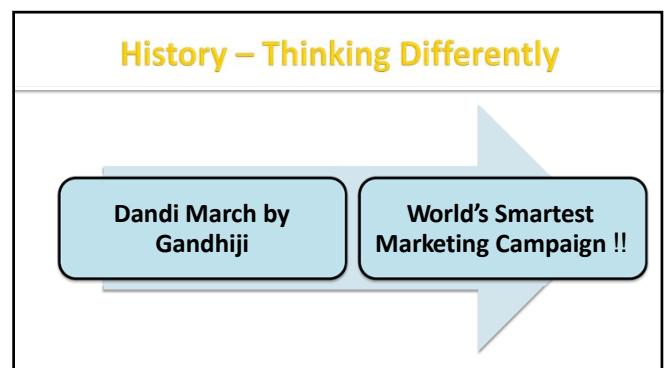 History – Thinking Differently
Dandi March by
Gandhiji
World's Smartest
Marketing Campaign !!